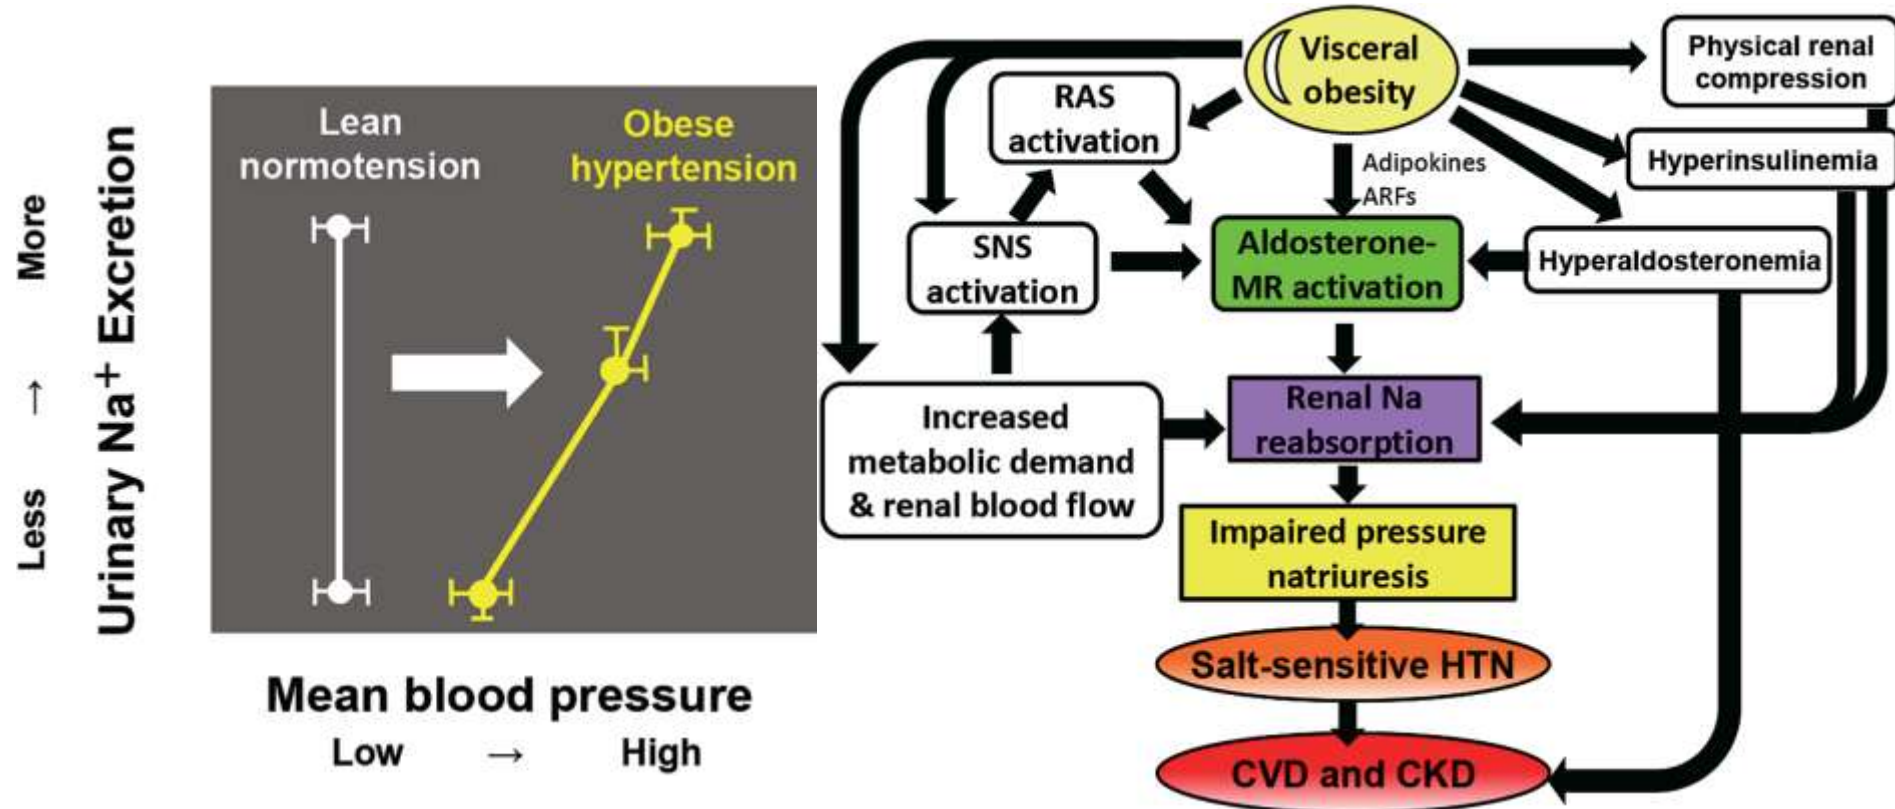 Urinary Na⁺ Excretion
Less → More
Lean
normotension
Obese
hypertension
Mean blood pressure
Low → High
Visceral
obesity
Physical renal
compression
RAS
activation
Hyperinsulinemia
Adipokines
ARFs
SNS
activation
Aldosterone-
MR activation
Hyperaldosteronemia
Increased
metabolic demand
& renal blood flow
Renal Na
reabsorption
Impaired pressure
natriuresis
Salt-sensitive HTN
CVD and CKD